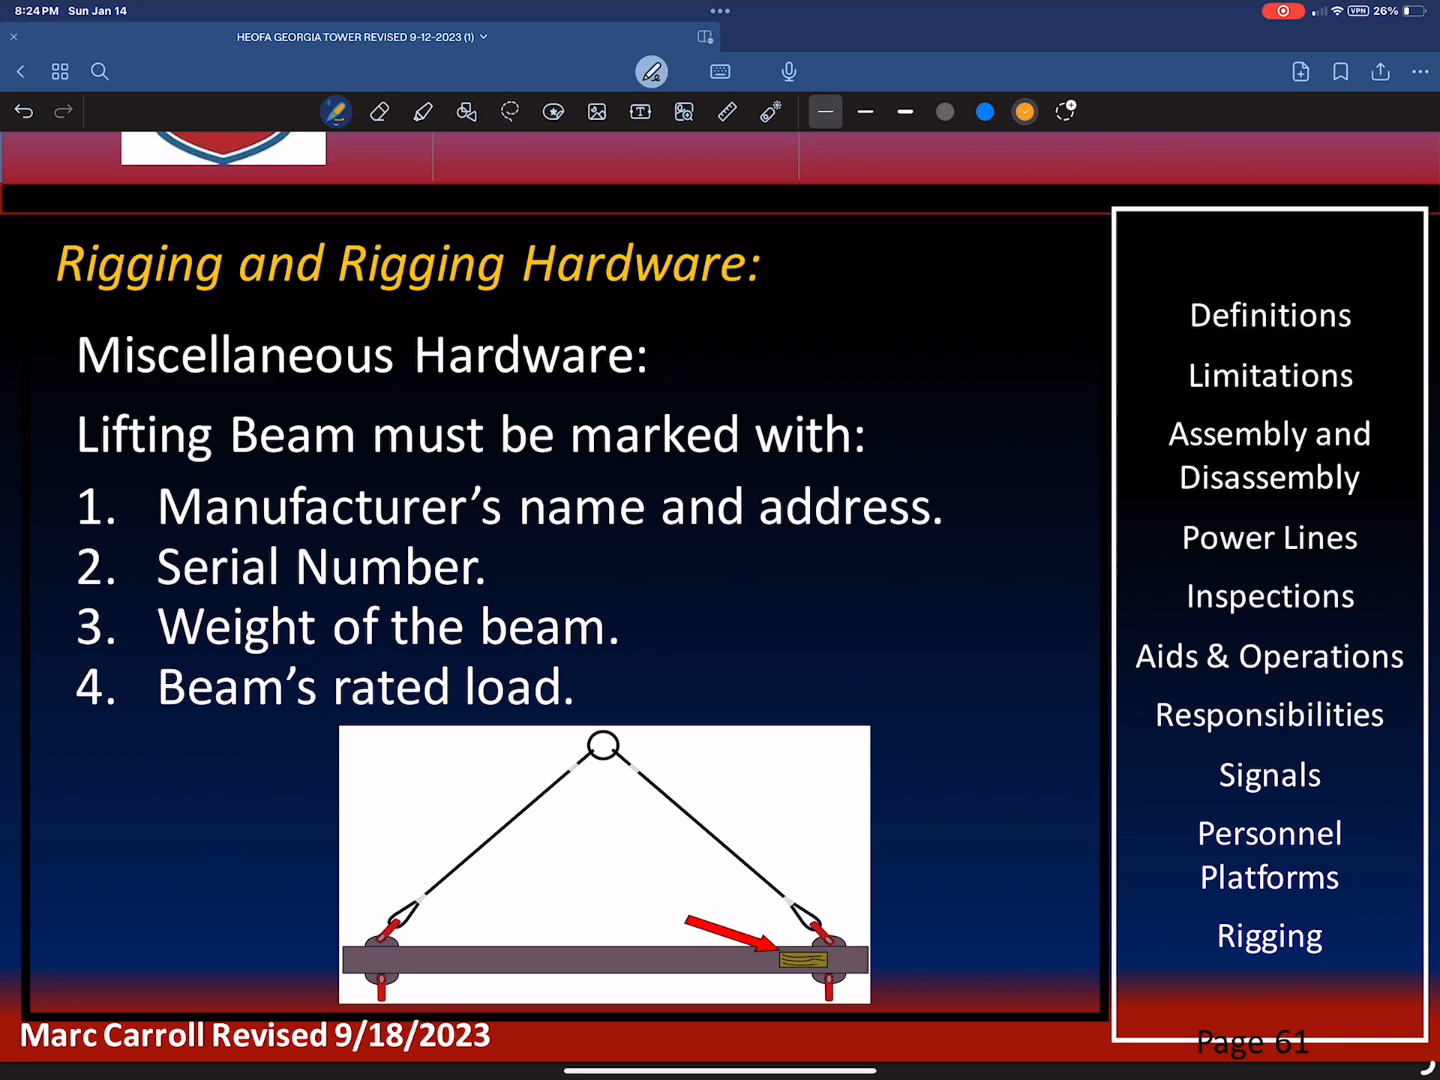 8:24 PM Sun Jan 14
VPN 26%
HEOFA GEORGIA TOWER REVISED 9-12-2023 (1)
Rigging and Rigging Hardware:
Miscellaneous Hardware:
Lifting Beam must be marked with:
1. Manufacturer’s name and address.
2. Serial Number.
3. Weight of the beam.
4. Beam’s rated load.
Definitions
Limitations
Assembly and
Disassembly
Power Lines
Inspections
Aids & Operations
Responsibilities
Signals
Personnel
Platforms
Rigging
Marc Carroll Revised 9/18/2023
Page 61